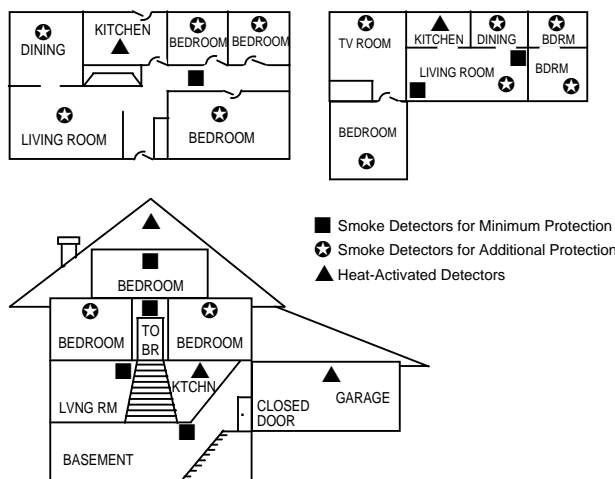 DINING
KITCHEN
BEDROOM
BEDROOM
LIVING ROOM
BEDROOM
TV ROOM
KITCHEN
DINING
BDRM
LIVING ROOM
BDRM
BEDROOM
Smoke Detectors for Minimum Protection
Smoke Detectors for Additional Protection
Heat-Activated Detectors
BEDROOM
BEDROOM
TO
BR
BEDROOM
LVNG RM
KTCHN
CLOSED
DOOR
GARAGE
BASEMENT